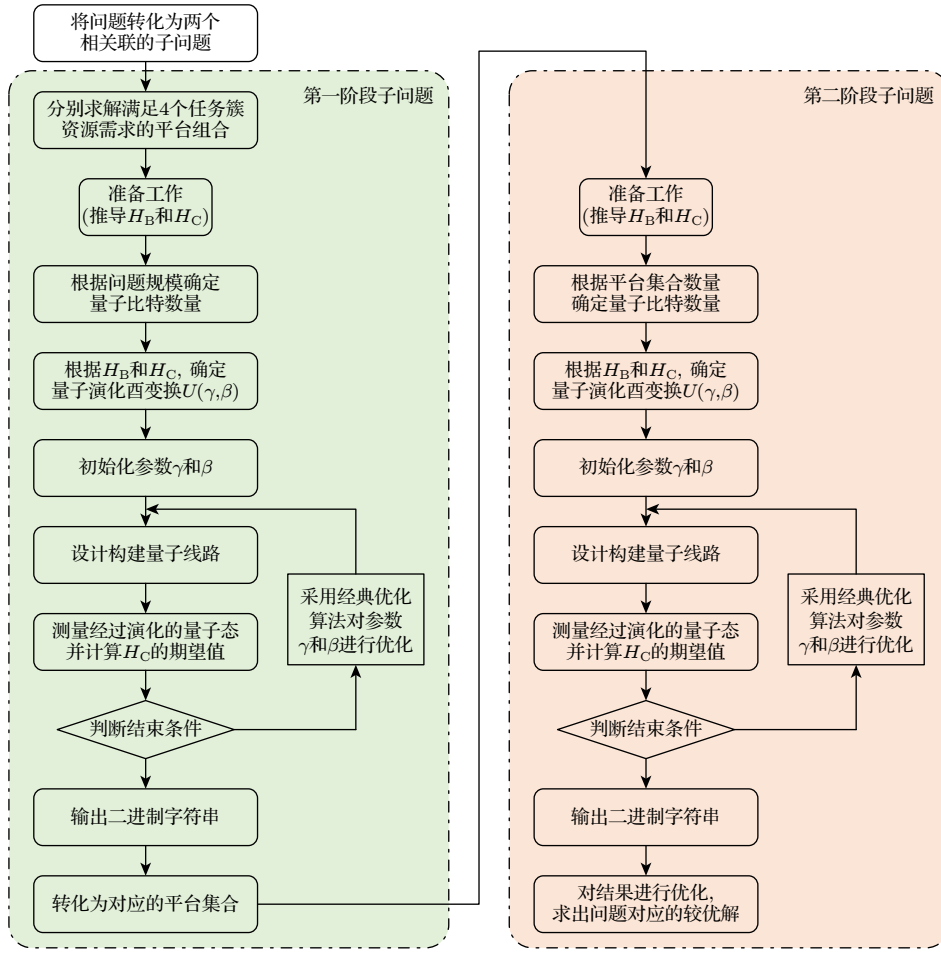 将问题转化为两个
相关联的子问题
第一阶段子问题
分别求解满足4个任务簇
资源需求的平台组合
准备工作
(推导H_B和H_C)
根据问题规模确定
量子比特数量
根据H_B和H_C, 确定
量子演化酉变换U(γ,β)
初始化参数γ和β
设计构建量子线路
测量经过演化的量子态
并计算H_C的期望值
采用经典优化
算法对参数
γ和β进行优化
判断结束条件
输出二进制字符串
转化为对应的平台集合
第二阶段子问题
准备工作
(推导H_B和H_C)
根据平台集合数量
确定量子比特数量
根据H_B和H_C, 确定
量子演化酉变换U(γ,β)
初始化参数γ和β
设计构建量子线路
测量经过演化的量子态
并计算H_C的期望值
采用经典优化
算法对参数
γ和β进行优化
判断结束条件
输出二进制字符串
对结果进行优化,
求出问题对应的较优解